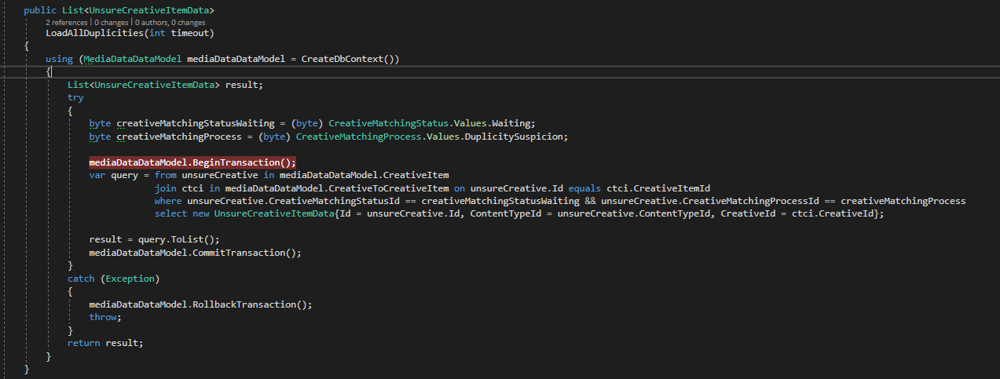 public List<UnsureCreativeItemData>
2 references | 0 changes | 0 authors, 0 changes
LoadAllDuplicities(int timeout)
{
using (MediaDataDataModel mediaDataDataModel = CreateDbContext())
{
List<UnsureCreativeItemData> result;
try
{
byte creativeMatchingStatusWaiting = (byte) CreativeMatchingStatus.Values.Waiting;
byte creativeMatchingProcess = (byte) CreativeMatchingProcess.Values.DuplicitySuspicion;
mediaDataDataModel.BeginTransaction();
var query = from unsureCreative in mediaDataDataModel.CreativeItem
join ctci in mediaDataDataModel.CreativeToCreativeItem on unsureCreative.Id equals ctci.CreativeItemId
where unsureCreative.CreativeMatchingStatusId == creativeMatchingStatusWaiting && unsureCreative.CreativeMatchingProcessId == creativeMatchingProcess
select new UnsureCreativeItemData{Id = unsureCreative.Id, ContentTypeId = unsureCreative.ContentTypeId, CreativeId = ctci.CreativeId};
result = query.ToList();
mediaDataDataModel.CommitTransaction();
}
catch (Exception)
{
mediaDataDataModel.RollbackTransaction();
throw;
}
return result;
}
}